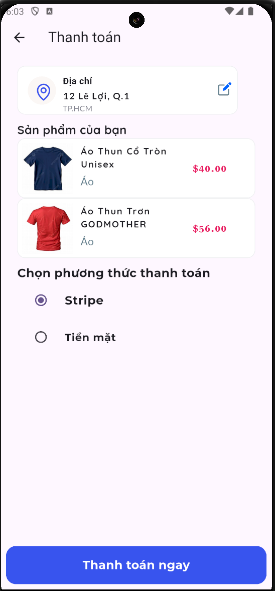 6:03
Thanh toán
Địa chỉ
12 Lê Lợi, Q.1
TP.HCM
Sản phẩm của bạn
Áo Thun Cổ Tròn
Unisex
$40.00
Áo
Áo Thun Trơn
GODMOTHER
$56.00
Áo
Chọn phương thức thanh toán
Stripe
Tiền mặt
Thanh toán ngay